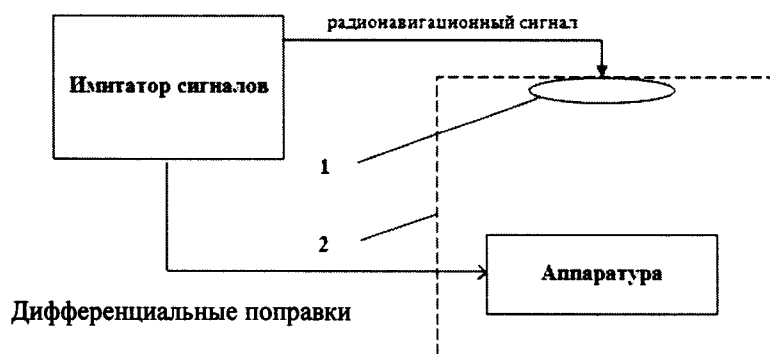 радионавигационный сигнал
Имитатор сигналов
1
2
Аппаратура
Дифференциальные поправки